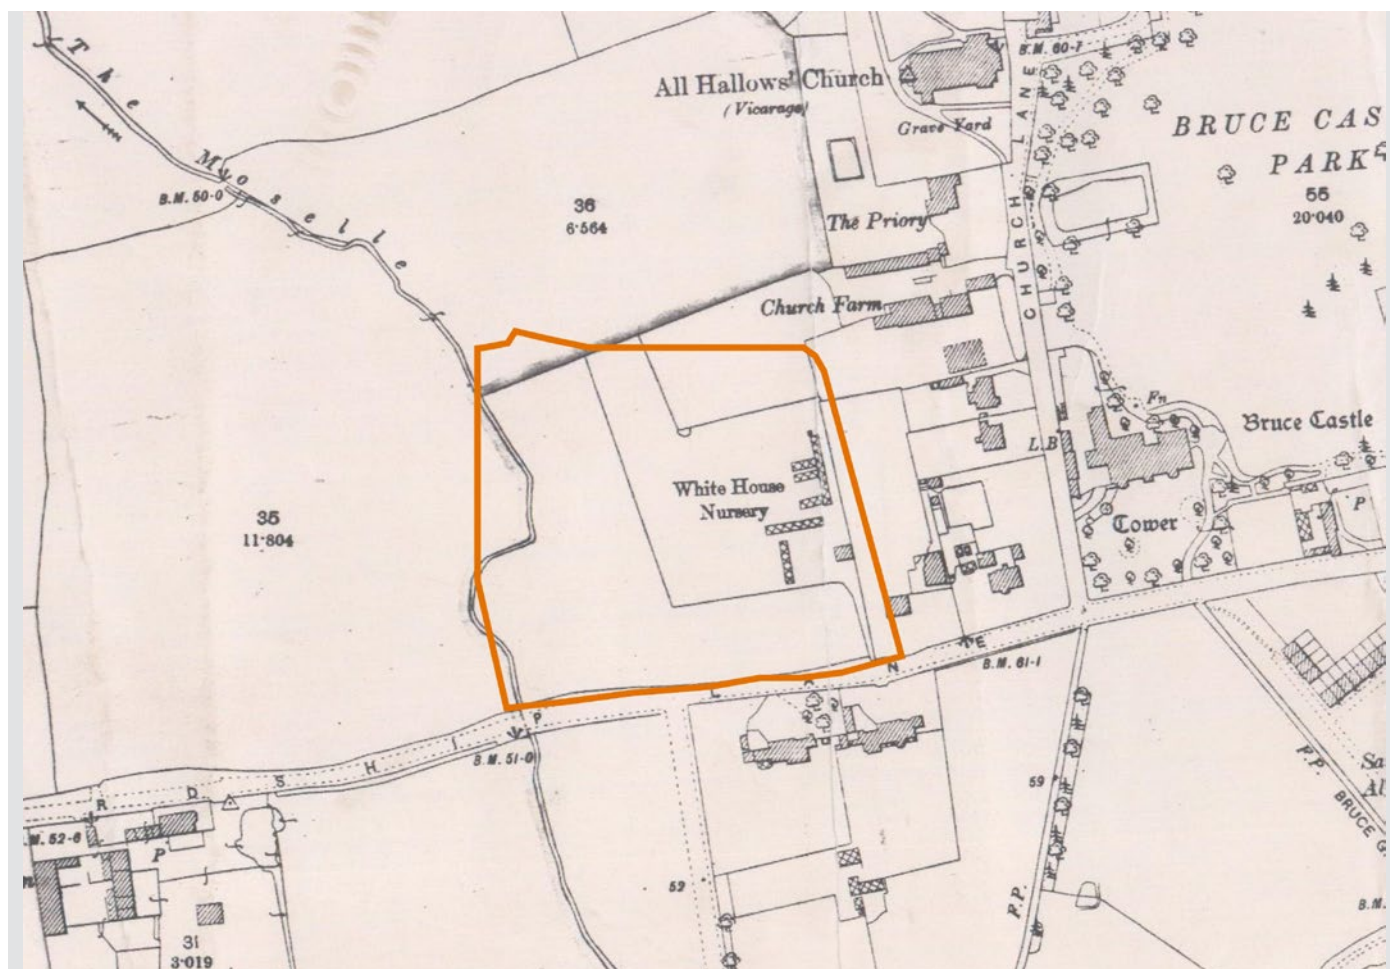 The Moselle
B.M. 60·7
All Hallows' Church
(Vicarage)
Grave Yard
CHURCH LANE
BRUCE CAS
PARK
55
20·040
B.M. 50·0
36
6·564
The Priory
Church Farm
Fn
Bruce Castle
L.B
P
White House
Nursery
Tower
35
11·804
B.M. 61·1
LORDSHIP LANE
B.M. 51·0
59
F.P.
Sa
Al
F.P.
BRUCE G
.M. 52·6
P
n
52
31
3·019
F.P.
B.M.